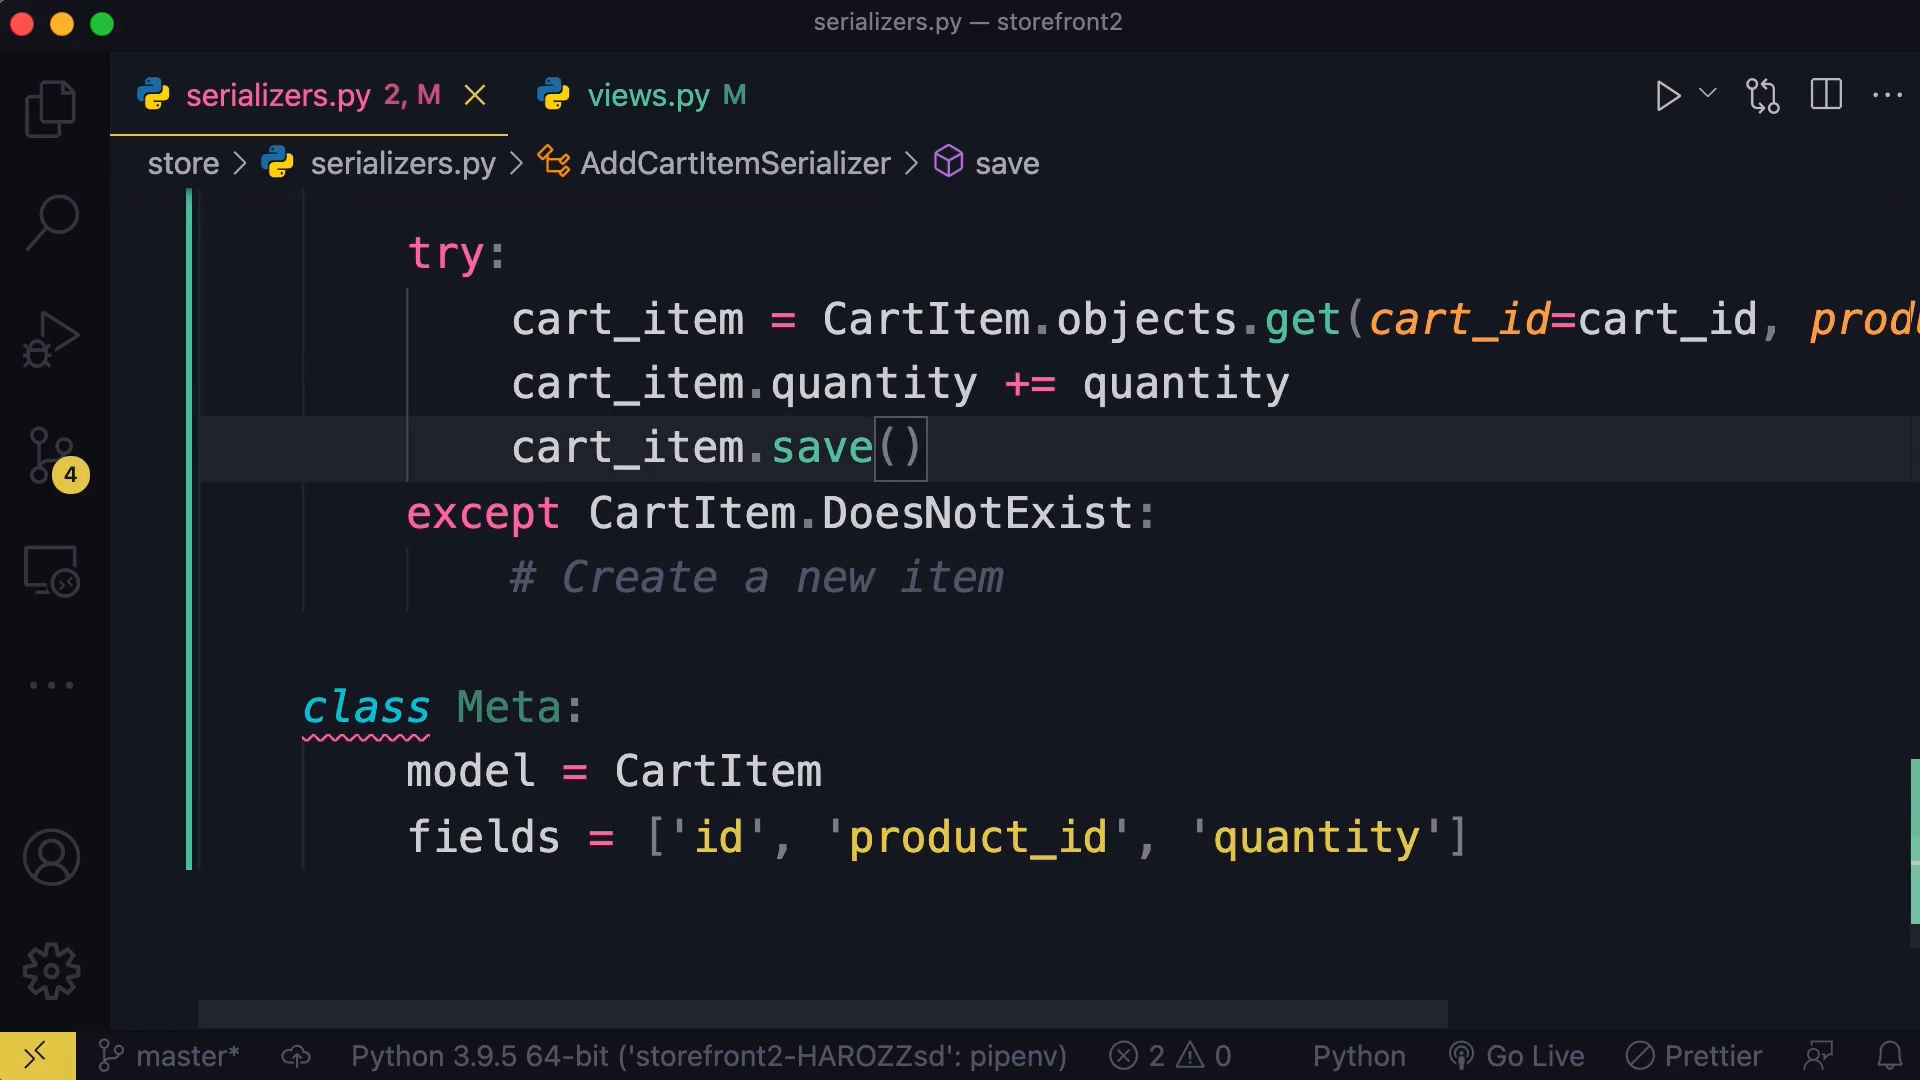 serializers.py — storefront2
serializers.py 2, M views.py M
store serializers.py AddCartItemSerializer save
try:
cart_item = CartItem.objects.get(cart_id=cart_id, produ
cart_item.quantity += quantity
cart_item.save()
except CartItem.DoesNotExist:
# Create a new item
class Meta:
model = CartItem
fields = ['id', 'product_id', 'quantity']
4
master* Python 3.9.5 64-bit ('storefront2-HAROZZsd': pipenv) 2 0 Python Go Live Prettier